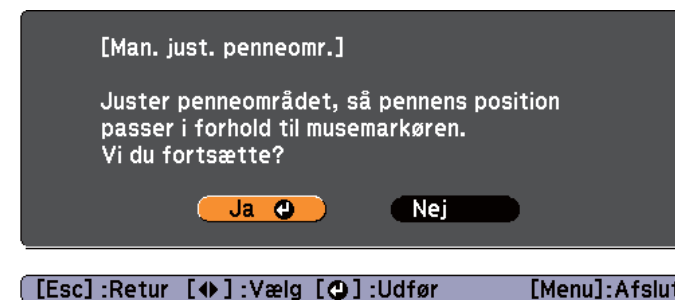 [Man. just. penneomr.]
Juster penneområdet, så pennens position
passer i forhold til musemarkøren.
Vi du fortsætte?
Ja Nej
[Esc] :Retur [] :Vælg [] :Udfør [Menu]:Afslut